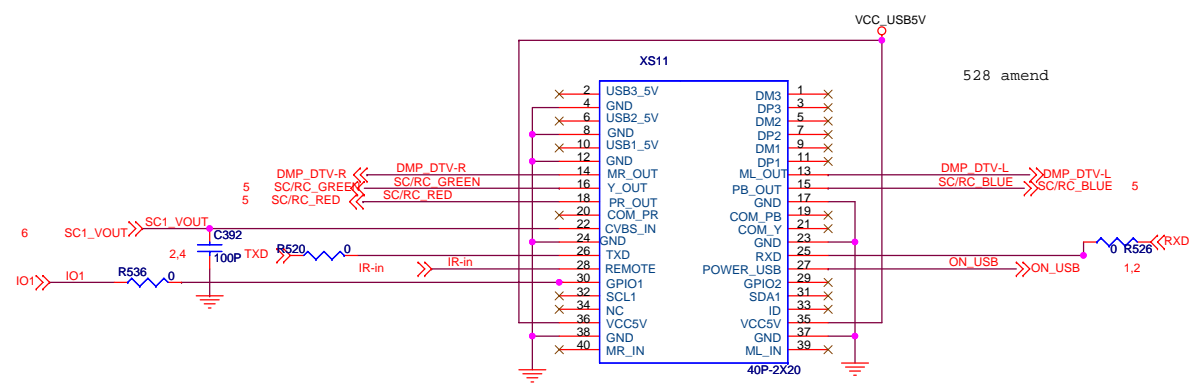 VCC_USB5V
XS11
528 amend
2 USB3_5V DM3 1
4 GND DP3 3
6 USB2_5V DM2 5
8 GND DP2 7
10 USB1_5V DM1 9
12 GND DP1 11
DMP_DTV-R DMP_DTV-R 14 MR_OUT ML_OUT 13 DMP_DTV-L DMP_DTV-L
5 SC/RC_GREEN SC/RC_GREEN 16 Y_OUT PB_OUT 15 SC/RC_BLUE SC/RC_BLUE 5
5 SC/RC_RED SC/RC_RED 18 PR_OUT GND 17
20 COM_PR COM_PB 19
6 SC1_VOUT SC1_VOUT 22 CVBS_IN COM_Y 21
C392
100P
24 GND GND 23
2,4 TXD R520 0 26 TXD RXD 25 0 R526 RXD
1,2
IR-in IR-in 28 REMOTE POWER_USB 27 ON_USB ON_USB
IO1 IO1 R536 0 30 GPIO1 GPIO2 29
32 SCL1 SDA1 31
34 NC ID 33
36 VCC5V VCC5V 35
38 GND GND 37
40 MR_IN ML_IN 39
40P-2X20